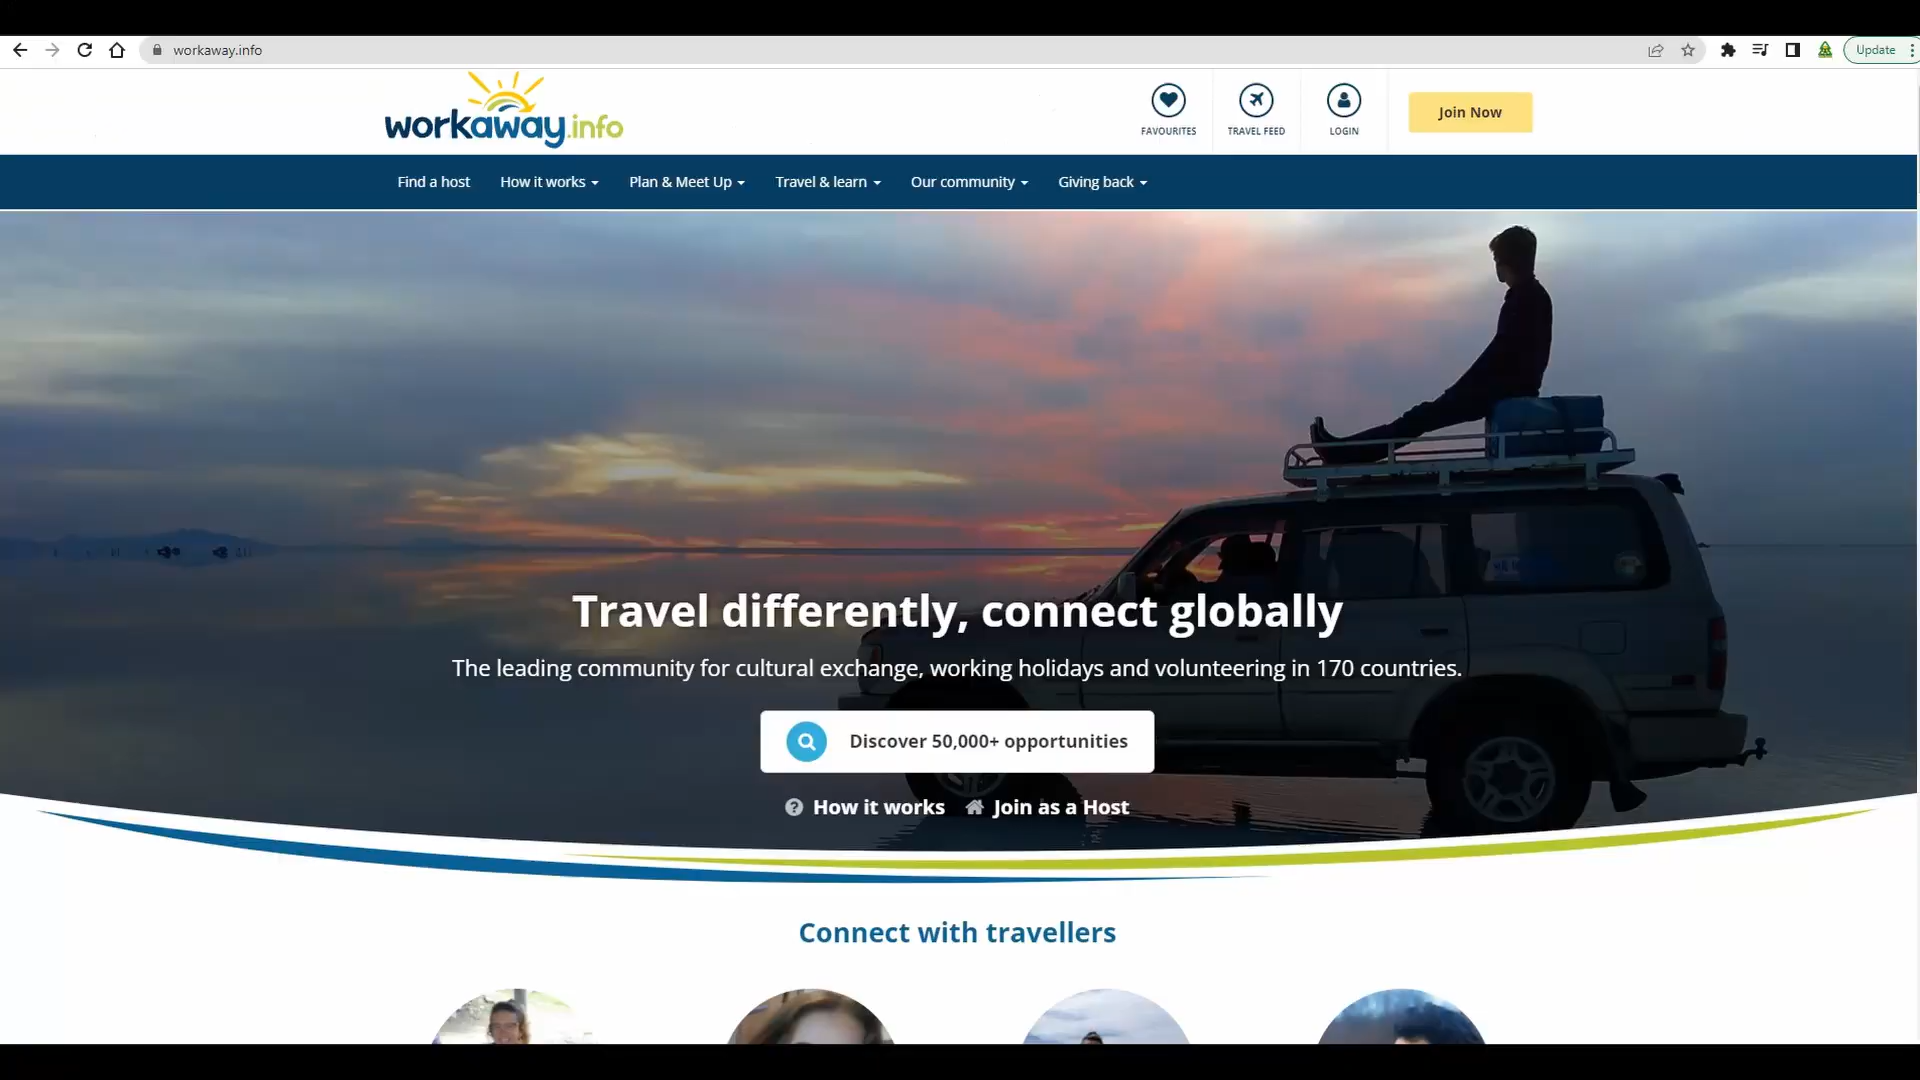 workaway.info
Update
workaway.info
FAVOURITES
TRAVEL FEED
LOGIN
Join Now
Find a host
How it works
Plan & Meet Up
Travel & learn
Our community
Giving back
Travel differently, connect globally
The leading community for cultural exchange, working holidays and volunteering in 170 countries.
Discover 50,000+ opportunities
How it works
Join as a Host
Connect with travellers